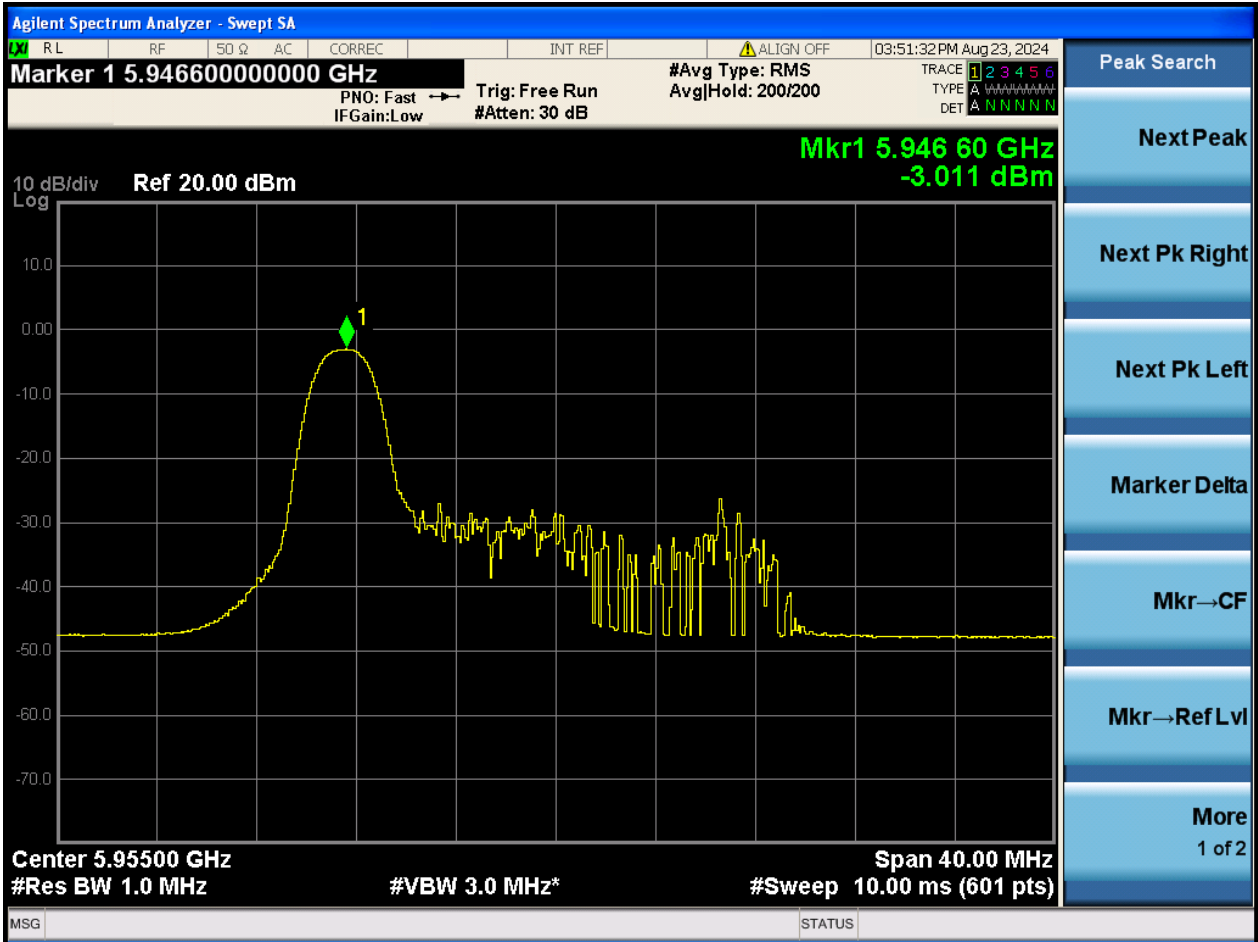 Agilent Spectrum Analyzer - Swept SA
LXI RL RF 50 Ω AC CORREC INT REF ALIGN OFF 03:51:32 PM Aug 23, 2024
Marker 1 5.946600000000 GHz
PNO: Fast
IFGain:Low
Trig: Free Run
#Atten: 30 dB
#Avg Type: RMS
Avg|Hold: 200/200
TRACE 1 2 3 4 5 6
TYPE A WWWWW
DET A N N N N N
Mkr1 5.946 60 GHz
-3.011 dBm
10 dB/div Ref 20.00 dBm
Log
10.0
0.00
-10.0
-20.0
-30.0
-40.0
-50.0
-60.0
-70.0
1
Center 5.95500 GHz
Span 40.00 MHz
#Res BW 1.0 MHz
#VBW 3.0 MHz*
#Sweep 10.00 ms (601 pts)
MSG
STATUS
Peak Search
Next Peak
Next Pk Right
Next Pk Left
Marker Delta
Mkr→CF
Mkr→Ref Lvl
More
1 of 2